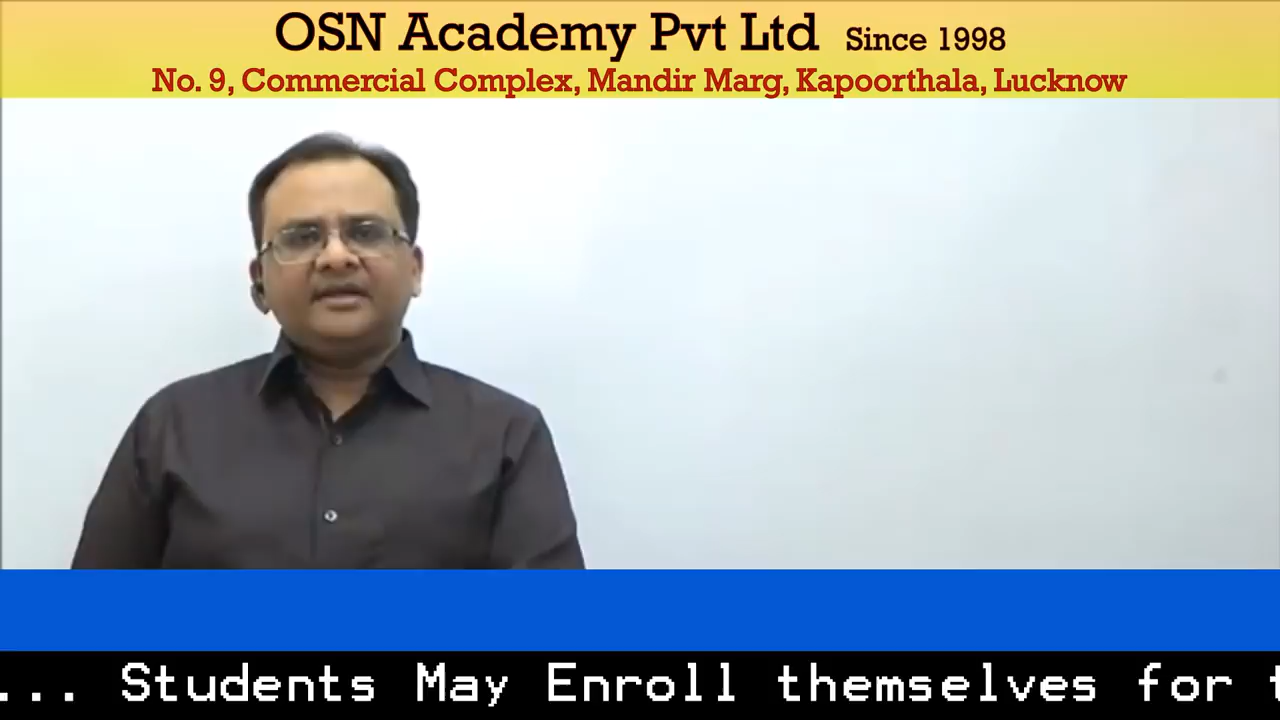 OSN Academy Pvt Ltd Since 1998
No. 9, Commercial Complex, Mandir Marg, Kapoorthala, Lucknow
... Students May Enroll themselves for